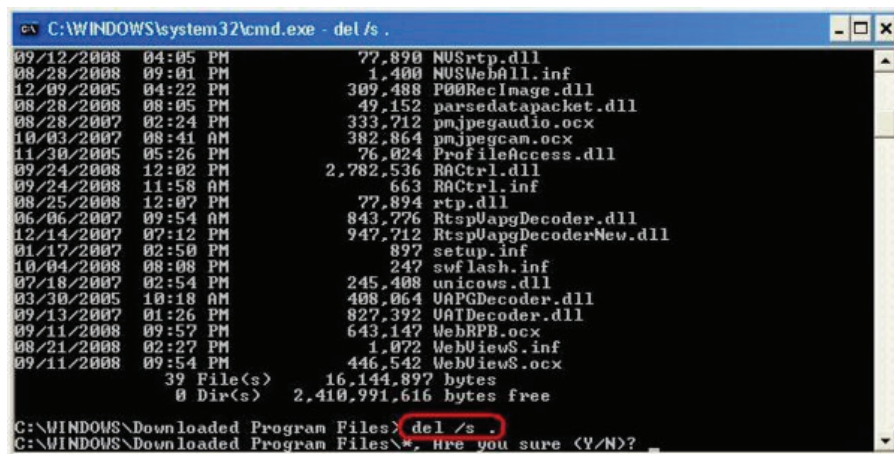 C:\WINDOWS\system32\cmd.exe - del /s .
09/12/2008 04:05 PM 77,890 NVSrtp.dll
08/28/2008 09:01 PM 1,400 NVSWebAll.inf
12/09/2005 04:22 PM 309,488 P00RecImage.dll
08/28/2008 08:05 PM 49,152 parsedatapacket.dll
08/28/2007 02:24 PM 333,712 pmjpegaudio.ocx
10/03/2007 08:41 AM 382,864 pmjpegcam.ocx
11/30/2005 05:26 PM 76,024 ProfileAccess.dll
09/24/2008 12:02 PM 2,782,536 RACtrl.dll
09/24/2008 11:58 AM 663 RACtrl.inf
08/25/2008 12:07 PM 77,894 rtp.dll
06/06/2007 09:54 AM 843,776 RtspVapgDecoder.dll
12/14/2007 07:12 PM 947,712 RtspVapgDecoderNew.dll
01/17/2007 02:50 PM 897 setup.inf
10/04/2008 08:08 PM 247 swflash.inf
07/18/2007 02:54 PM 245,408 unicows.dll
03/30/2005 10:18 AM 408,064 VAPGDecoder.dll
09/13/2007 01:26 PM 827,392 VATDecoder.dll
09/11/2008 09:57 PM 643,147 WebRPB.ocx
08/21/2008 02:27 PM 1,072 WebViewS.inf
09/11/2008 09:54 PM 446,542 WebViewS.ocx
39 File(s) 16,144,897 bytes
0 Dir(s) 2,410,991,616 bytes free
C:\WINDOWS\Downloaded Program Files> del /s .
C:\WINDOWS\Downloaded Program Files\*, Are you sure (Y/N)? _